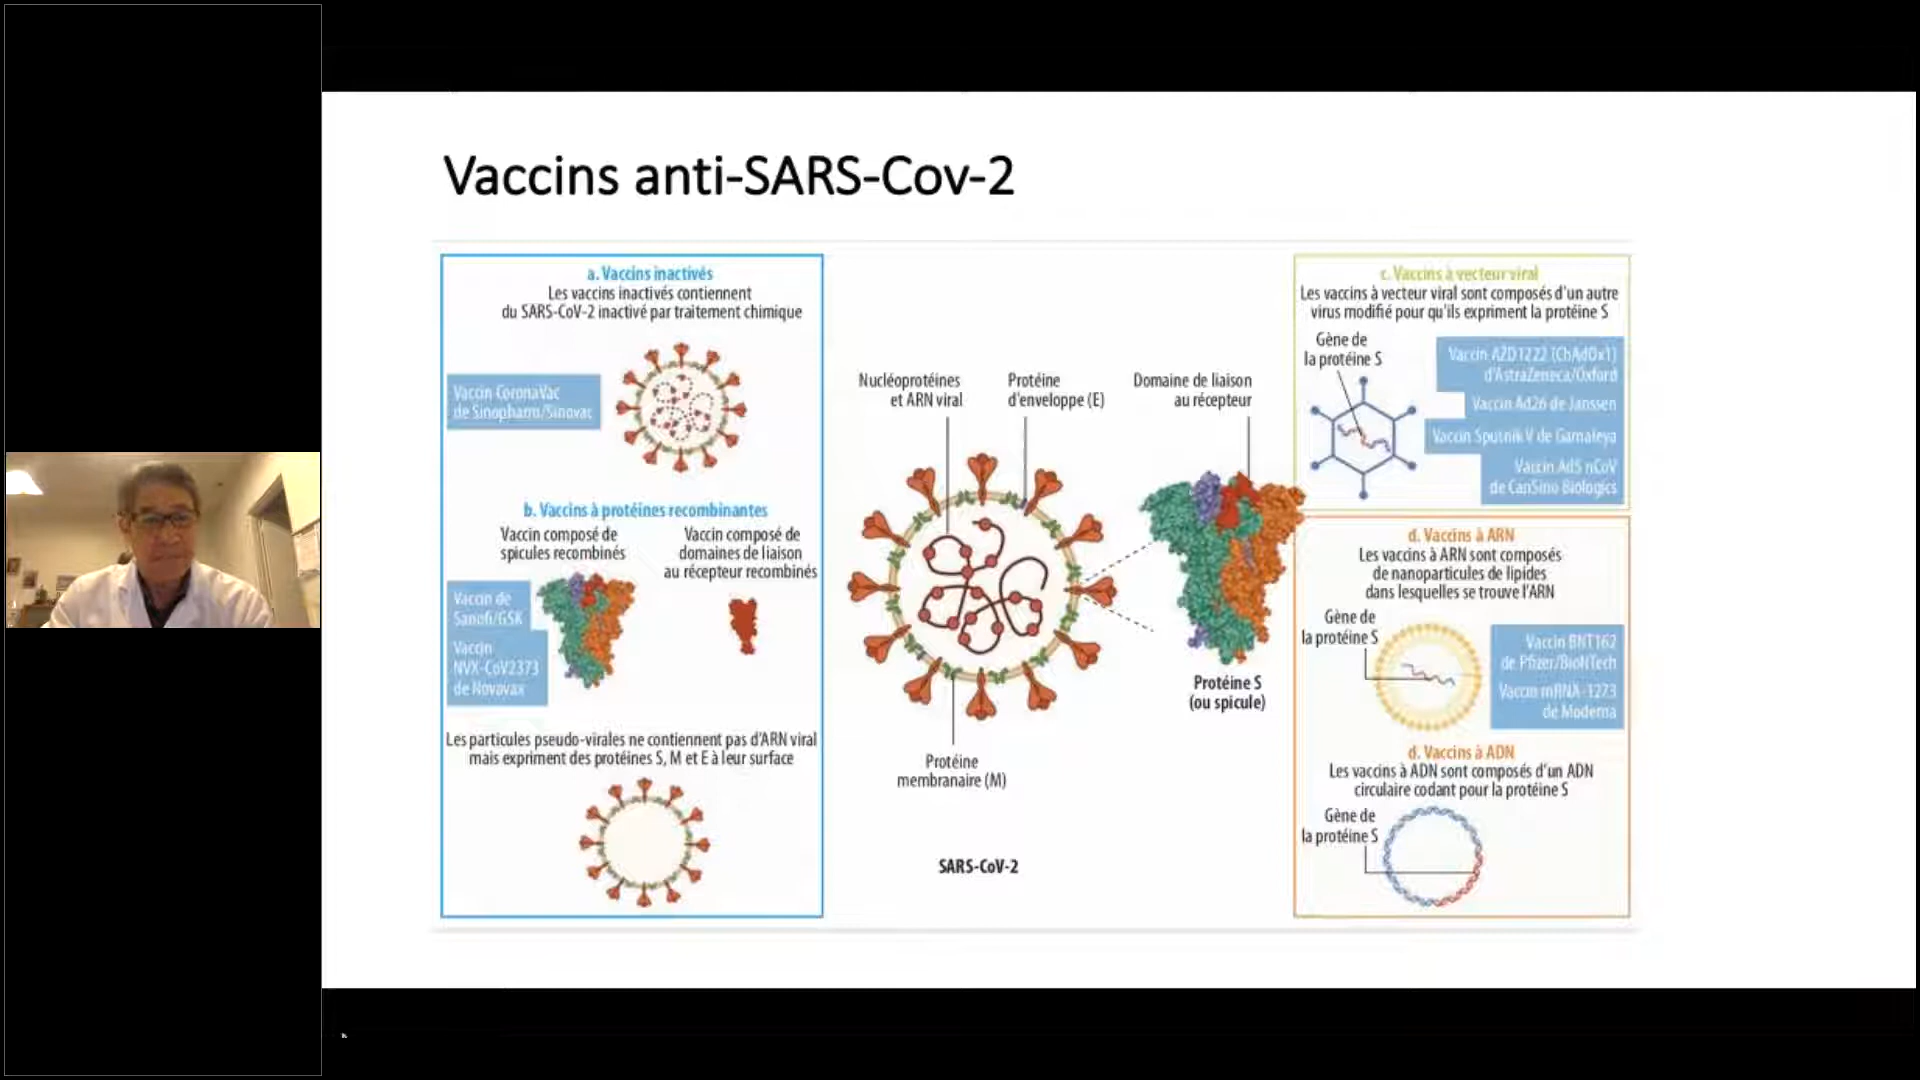 Vaccins anti-SARS-Cov-2
a. Vaccins inactivés
Les vaccins inactivés contiennent
du SARS-CoV-2 inactivé par traitement chimique
Vaccin CoronaVac
de Sinopharm/Sinovac
b. Vaccins à protéines recombinantes
Vaccin composé de
spicules recombinés
Vaccin composé de
domaines de liaison
au récepteur recombinés
Vaccin de
Sanofi/GSK
Vaccin
NVX-CoV2373
de Novavax
Les particules pseudo-virales ne contiennent pas d'ARN viral
mais expriment des protéines S, M et E à leur surface
Nucléoprotéines
et ARN viral
Protéine
d'enveloppe (E)
Domaine de liaison
au récepteur
Protéine S
(ou spicule)
Protéine
membranaire (M)
SARS-CoV-2
c. Vaccins à vecteur viral
Les vaccins à vecteur viral sont composés d'un autre
virus modifié pour qu'ils expriment la protéine S
Gène de
la protéine S
Vaccin AZD1222 (ChAdOx1)
d'AstraZeneca/Oxford
Vaccin Ad26 de Janssen
Vaccin Sputnik V de Gamaleya
Vaccin Ad5 nCoV
de CanSino Biologics
d. Vaccins à ARN
Les vaccins à ARN sont composés
de nanoparticules de lipides
dans lesquelles se trouve l'ARN
Gène de
la protéine S
Vaccin BNT162
de Pfizer/BioNTech
Vaccin mRNA-1273
de Moderna
d. Vaccins à ADN
Les vaccins à ADN sont composés d'un ADN
circulaire codant pour la protéine S
Gène de
la protéine S